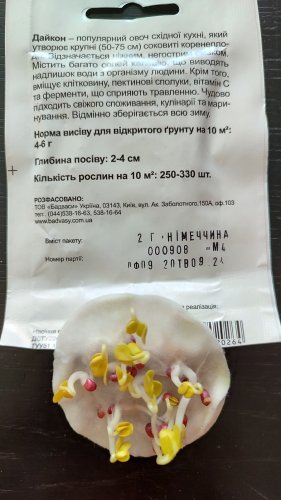 Дайкон – популярний овоч східної кухні, який
утворює крупні (50-75 см) соковиті коренепло-
ди. Відзначається ніжним, негострим смаком.
Містить багато солей калію, що виводять
надлишок води з організму людини. Крім того,
вміщує клітковину, пектинові сполуки, вітамін С
та ферменти, що сприяють травленню. Чудово
підходить свіжого споживання, кулінарії та мари-
нування. Відмінно зберігається всю зиму.
Норма висіву для відкритого ґрунту на 10 м²:
4-6 г
Глибина посіву: 2-4 см
Кількість рослин на 10 м²: 250-330 шт.
РОЗФАСОВАНО:
ТОВ «Бадваси» Україна, 03143, Київ, вул. Ак. Заболотного,150А, оф.103
тел. (044)538-16-63, 538-16-64
www.badvasy.com.ua
Вміст пакету:
2 Г · НІМЕЧЧИНА
000908 -М4
Номер партії:
реалізація:
20264